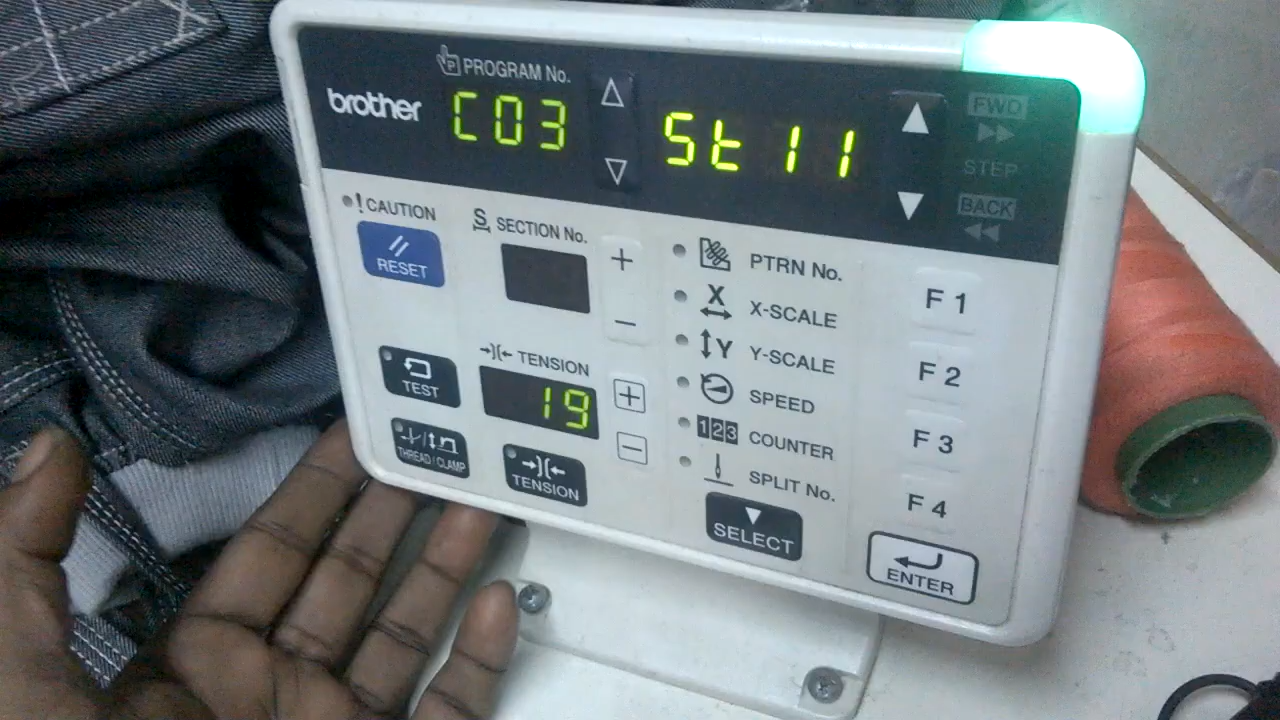 PROGRAM No.
brother
C03
St 11
FWD
STEP
BACK
! CAUTION
RESET
S SECTION No.
PTRN No.
X
X-SCALE
Y
Y-SCALE
SPEED
123
COUNTER
SPLIT No.
SELECT
TENSION
19
TEST
THREAD / CLAMP
TENSION
F 1
F 2
F 3
F 4
ENTER